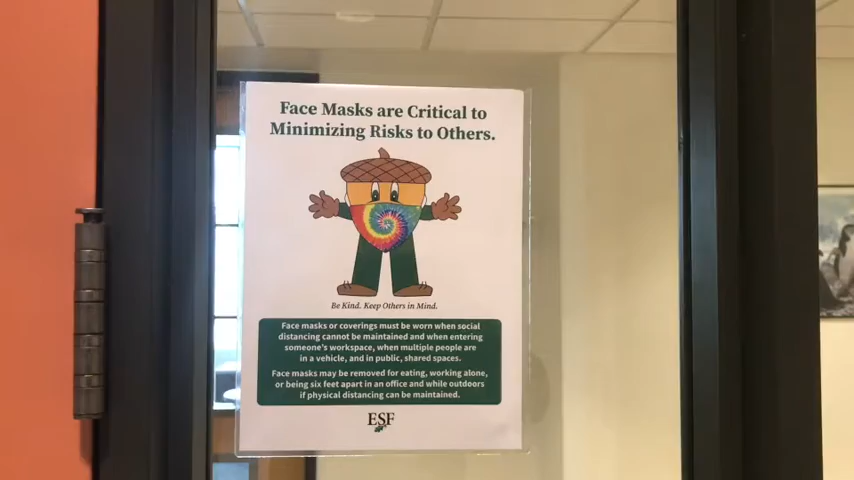 Face Masks are Critical to
Minimizing Risks to Others.
Be Kind. Keep Others in Mind.
Face masks or coverings must be worn when social
distancing cannot be maintained and when entering
someone's workspace, when multiple people are
in a vehicle, and in public, shared spaces.
Face masks may be removed for eating, working alone,
or being six feet apart in an office and while outdoors
if physical distancing can be maintained.
ESF